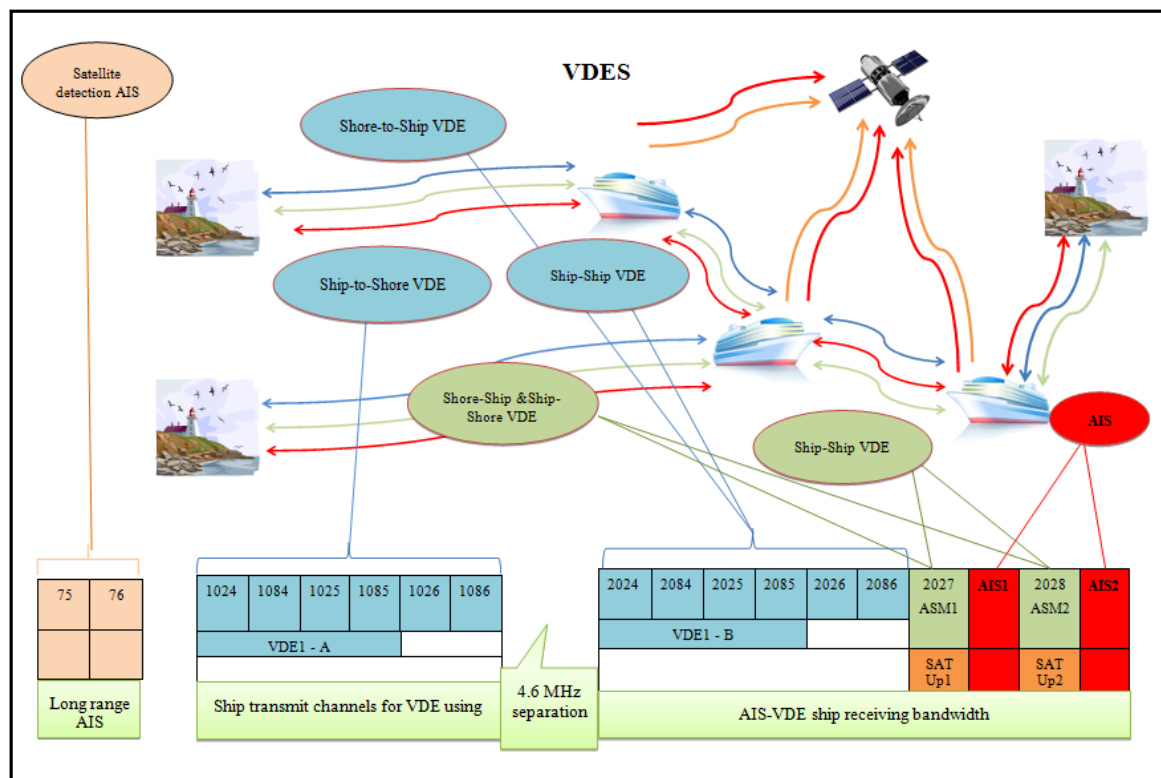 VDES
Satellite
detection AIS
Shore-to-Ship VDE
Ship-to-Shore VDE
Ship-Ship VDE
Shore-Ship &Ship-
Shore VDE
Ship-Ship VDE
AIS
75 76
1024 1084 1025 1085 1026 1086
2024 2084 2025 2085 2026 2086 2027 AIS1 2028 AIS2
ASM1 ASM2
VDE1 - A
VDE1 - B
SAT SAT
Up1 Up2
Long range
AIS
Ship transmit channels for VDE using
4.6 MHz
separation
AIS-VDE ship receiving bandwidth